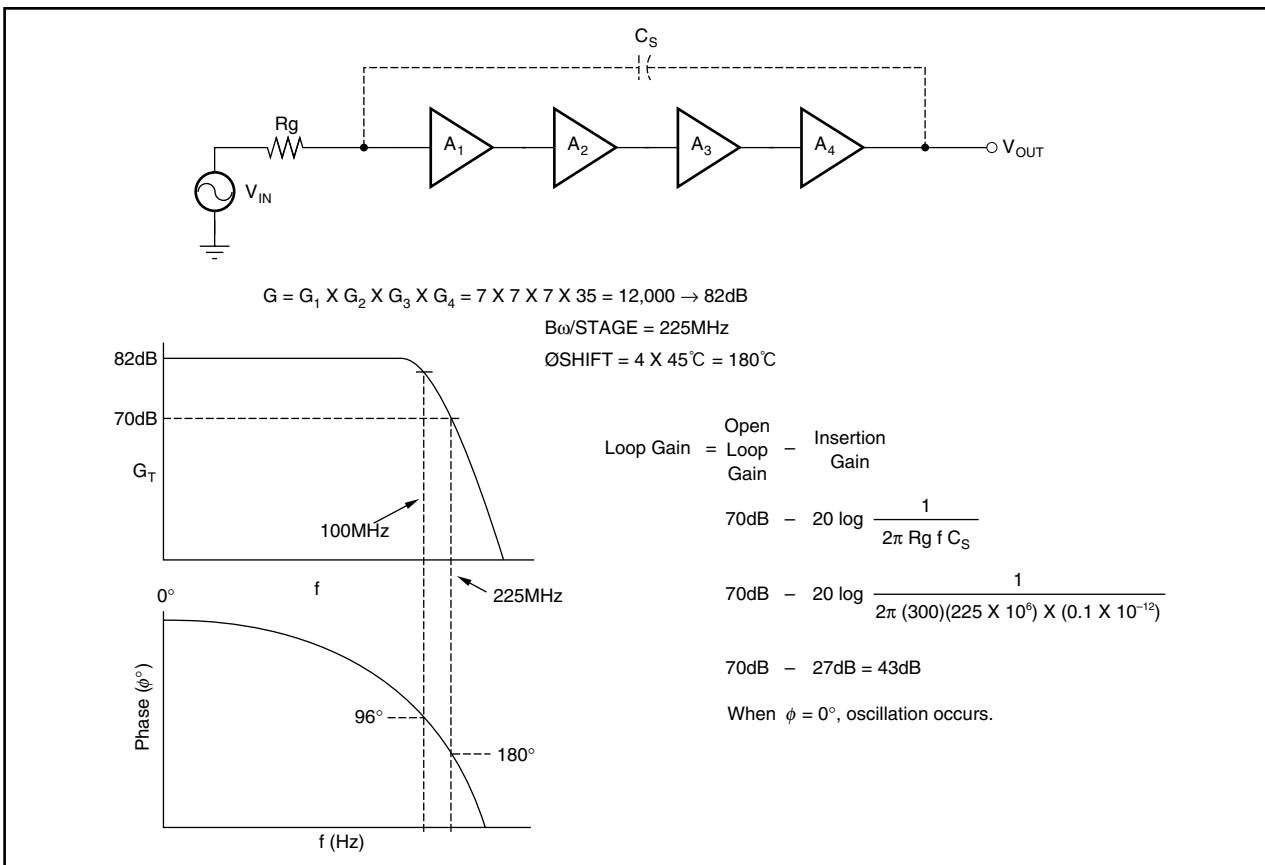 C_S
Rg
A_1
A_2
A_3
A_4
V_OUT
V_IN
G = G_1 X G_2 X G_3 X G_4 = 7 X 7 X 7 X 35 = 12,000 → 82dB
Bω/STAGE = 225MHz
ØSHIFT = 4 X 45℃ = 180℃
82dB
70dB
G_T
100MHz
f
225MHz
Loop Gain = Open Loop Gain – Insertion Gain
70dB – 20 log 1 / 2π Rg f C_S
70dB – 20 log 1 / 2π (300)(225 X 10⁶) X (0.1 X 10⁻¹²)
70dB – 27dB = 43dB
When ϕ = 0°, oscillation occurs.
0°
Phase (ϕ°)
96°
180°
f (Hz)